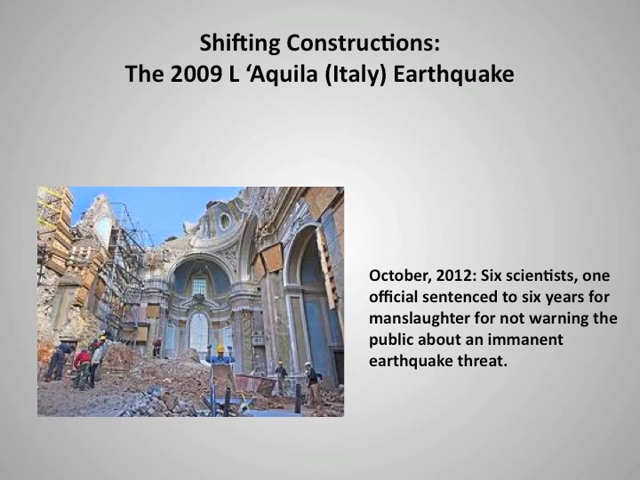 Shifting Constructions:
The 2009 L ‘Aquila (Italy) Earthquake
October, 2012: Six scientists, one
official sentenced to six years for
manslaughter for not warning the
public about an immanent
earthquake threat.